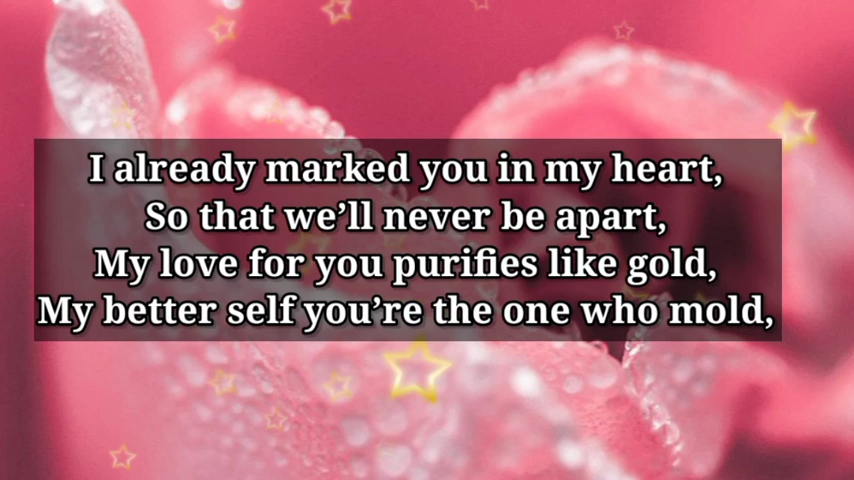 I already marked you in my heart,
So that we’ll never be apart,
My love for you purifies like gold,
My better self you’re the one who mold,